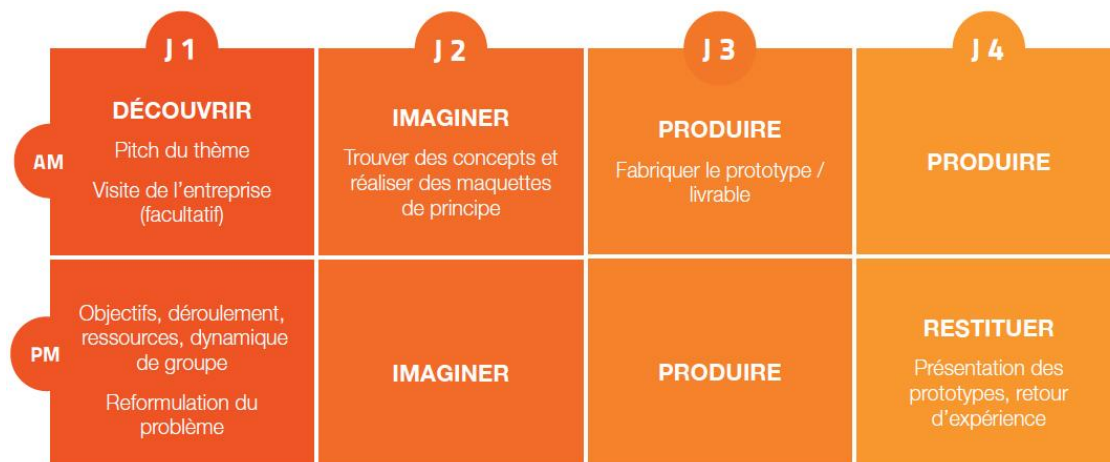 J 1
J 2
J 3
J 4
AM
DÉCOUVRIR
Pitch du thème
Visite de l’entreprise
(facultatif)
IMAGINER
Trouver des concepts et
réaliser des maquettes
de principe
PRODUIRE
Fabriquer le prototype /
livrable
PRODUIRE
PM
Objectifs, déroulement,
ressources, dynamique
de groupe
Reformulation du
problème
IMAGINER
PRODUIRE
RESTITUER
Présentation des
prototypes, retour
d’expérience